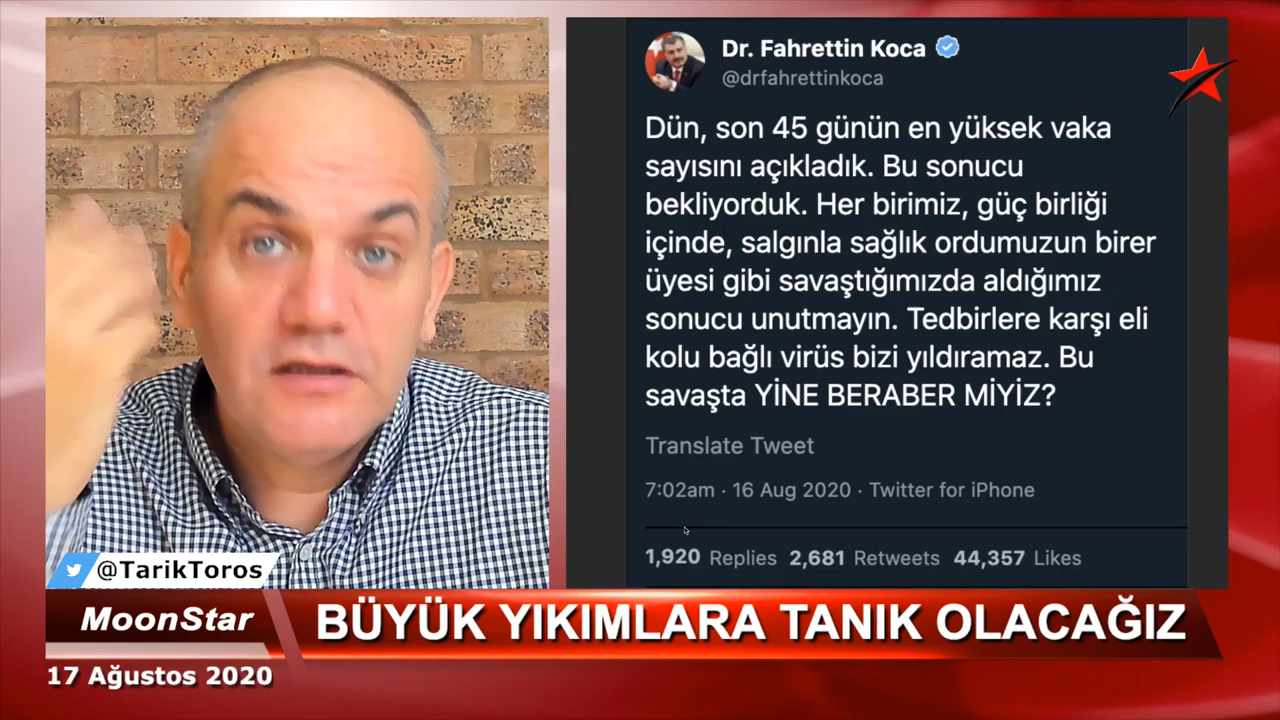 Dr. Fahrettin Koca
@drfahrettinkoca
Dün, son 45 günün en yüksek vaka
sayısını açıkladık. Bu sonucu
bekliyorduk. Her birimiz, güç birliği
içinde, salgınla sağlık ordumuzun birer
üyesi gibi savaştığımızda aldığımız
sonucu unutmayın. Tedbirlere karşı eli
kolu bağlı virüs bizi yıldıramaz. Bu
savaşta YİNE BERABER MİYİZ?
Translate Tweet
7:02am · 16 Aug 2020 · Twitter for iPhone
1,920 Replies 2,681 Retweets 44,357 Likes
@TarikToros
MoonStar
BÜYÜK YIKIMLARA TANIK OLACAĞIZ
17 Ağustos 2020